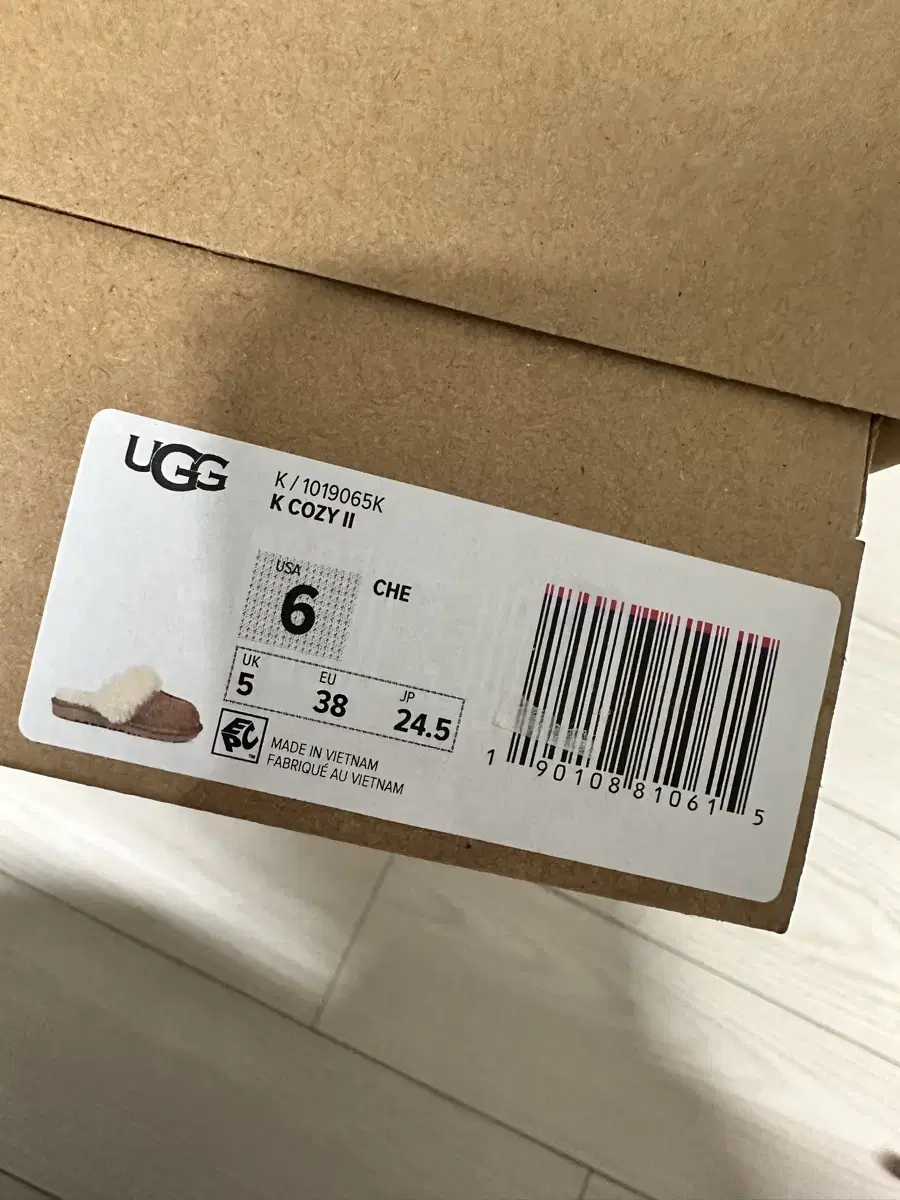 UGG
K / 1019065K
K COZY II
USA
6
CHE
UK
5
EU
38
JP
24.5
EPC
MADE IN VIETNAM
FABRIQUÉ AU VIETNAM
1 90108 81061 5